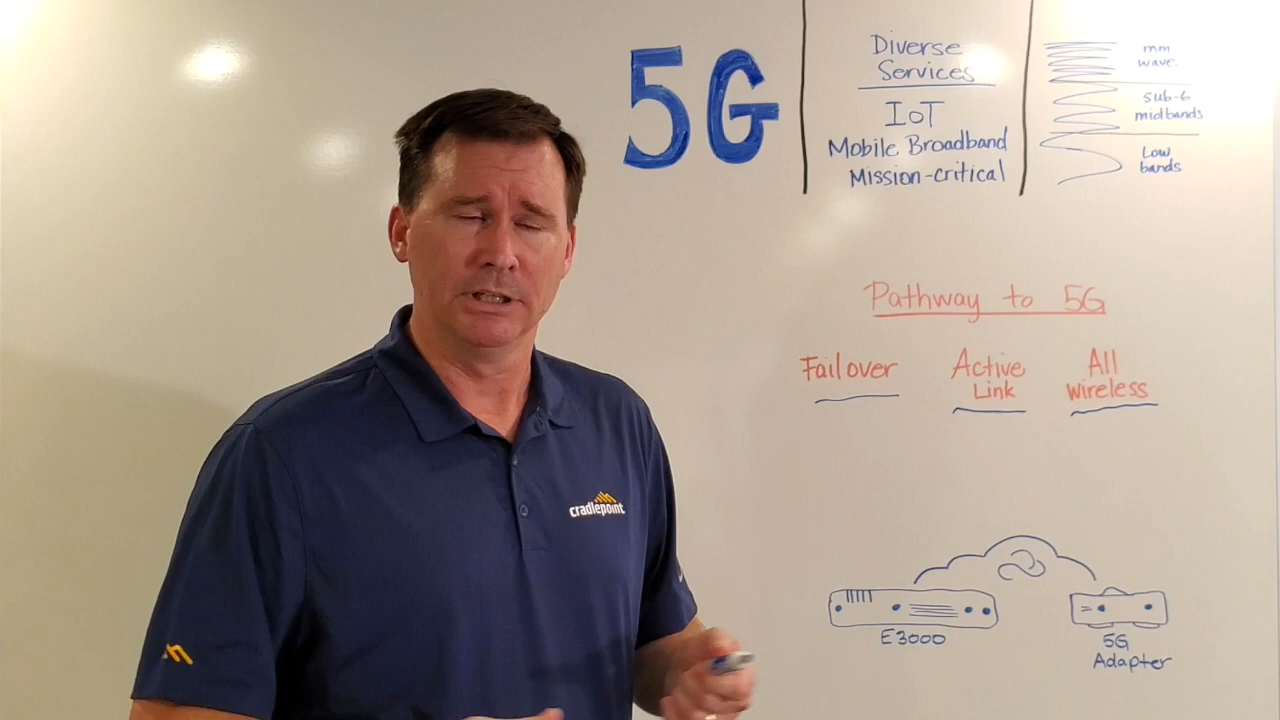 5G
Diverse
Services
IoT
Mobile Broadband
Mission-critical
mm
wave.
sub-6
midbands
Low
bands
Pathway to 5G
Failover
Active
Link
All
wireless
cradlepoint
E3000
5G
Adapter